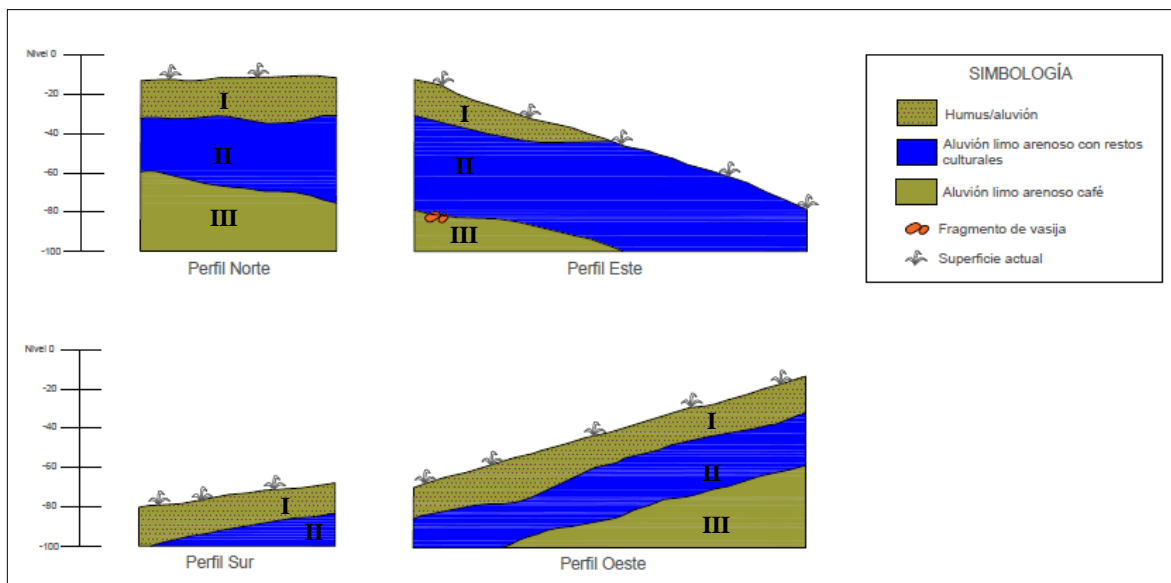 Nivel 0
-20
-40
-60
-80
-100
I
II
III
Perfil Norte
I
II
III
Perfil Este
SIMBOLOGÍA
Humus/aluvión
Aluvión limo arenoso con restos
culturales
Aluvión limo arenoso café
Fragmento de vasija
Superficie actual
Nivel 0
-20
-40
-60
-80
-100
I
II
Perfil Sur
I
II
III
Perfil Oeste